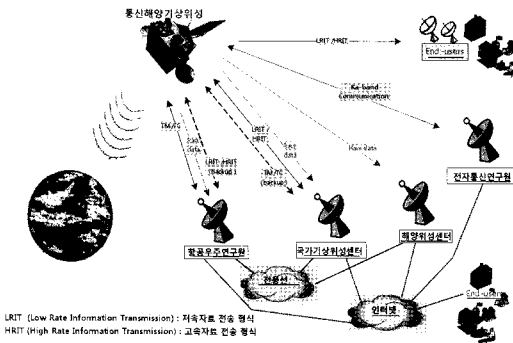 통신해양기상위성
LRIT /HRIT
End-users
Ka-band
Communication
TM/TC
data
LRIT /HRIT
(Backup)
LRIT /
HRIT
TM/TC
(Backup)
data
Raw data
전자통신연구원
해양위성센터
국가기상위성센터
항공우주연구원
전용선
인터넷
End-users
LRIT (Low Rate Information Transmission) : 저속자료 전송 형식
HRIT (High Rate Information Transmission) : 고속자료 전송 형식